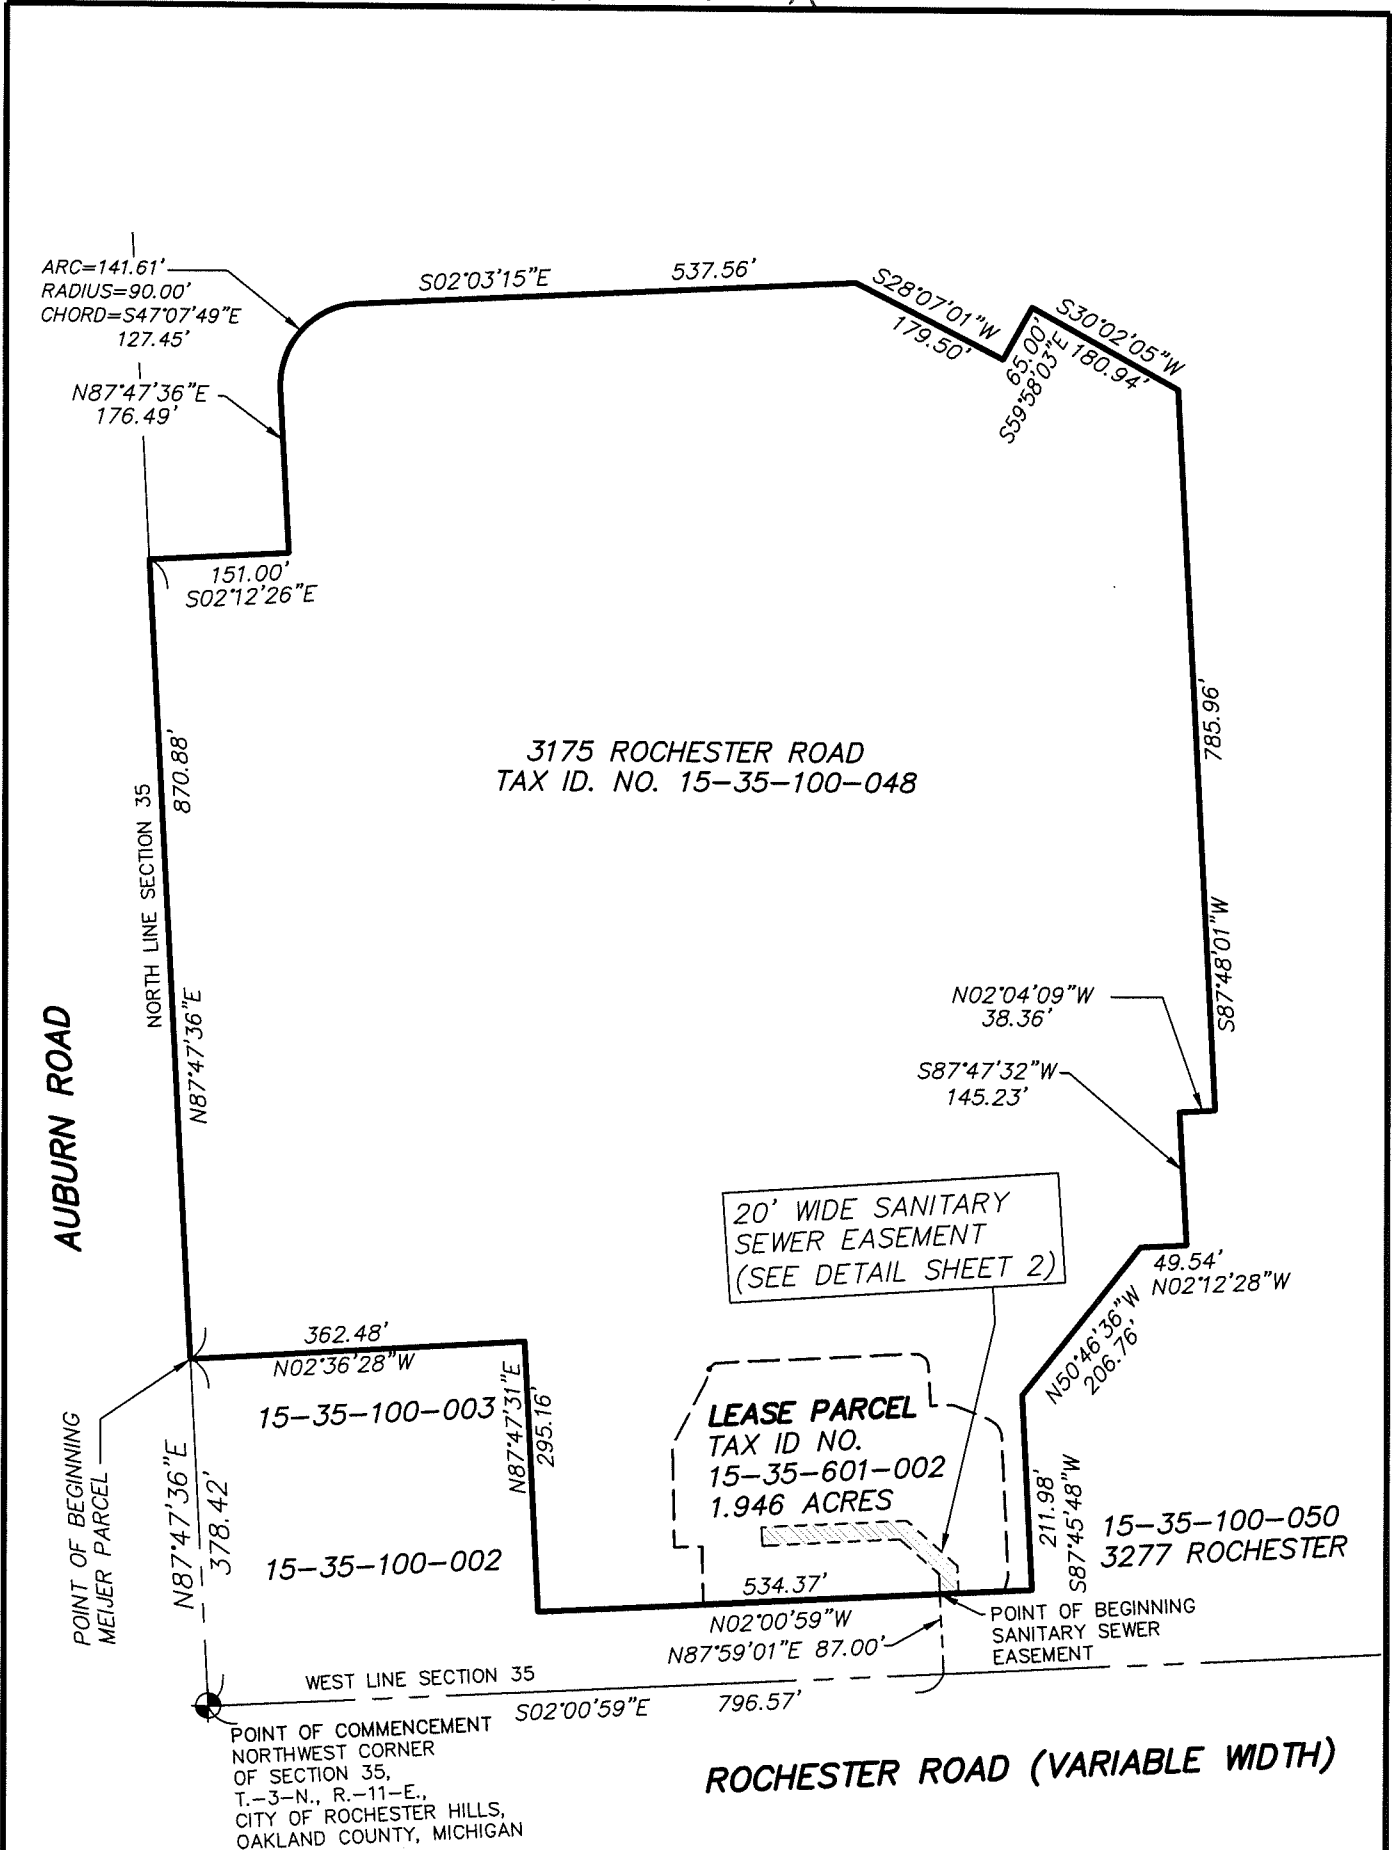 ARC=141.61'
RADIUS=90.00'
CHORD=S47°07'49"E
127.45'
N87°47'36"E
176.49'
S02°03'15"E
537.56'
S28°07'01"W
179.50'
65.00'
S59°58'03"E
S30°02'05"W
180.94'
151.00'
S02°12'26"E
785.96'
S87°48'01"W
3175 ROCHESTER ROAD
TAX ID. NO. 15-35-100-048
NORTH LINE SECTION 35
870.88'
N87°47'36"E
AUBURN ROAD
N02°04'09"W
38.36'
S87°47'32"W
145.23'
20' WIDE SANITARY
SEWER EASEMENT
(SEE DETAIL SHEET 2)
49.54'
N02°12'28"W
N50°46'36"W
206.76'
362.48'
N02°36'28"W
15-35-100-003
N87°47'31"E
295.16'
LEASE PARCEL
TAX ID NO.
15-35-601-002
1.946 ACRES
211.98'
S87°45'48"W
15-35-100-050
3277 ROCHESTER
POINT OF BEGINNING
MEIJER PARCEL
N87°47'36"E
378.42'
15-35-100-002
534.37'
N02°00'59"W
N87°59'01"E 87.00'
POINT OF BEGINNING
SANITARY SEWER
EASEMENT
WEST LINE SECTION 35
S02°00'59"E
796.57'
POINT OF COMMENCEMENT
NORTHWEST CORNER
OF SECTION 35,
T.-3-N., R.-11-E.,
CITY OF ROCHESTER HILLS,
OAKLAND COUNTY, MICHIGAN
ROCHESTER ROAD (VARIABLE WIDTH)